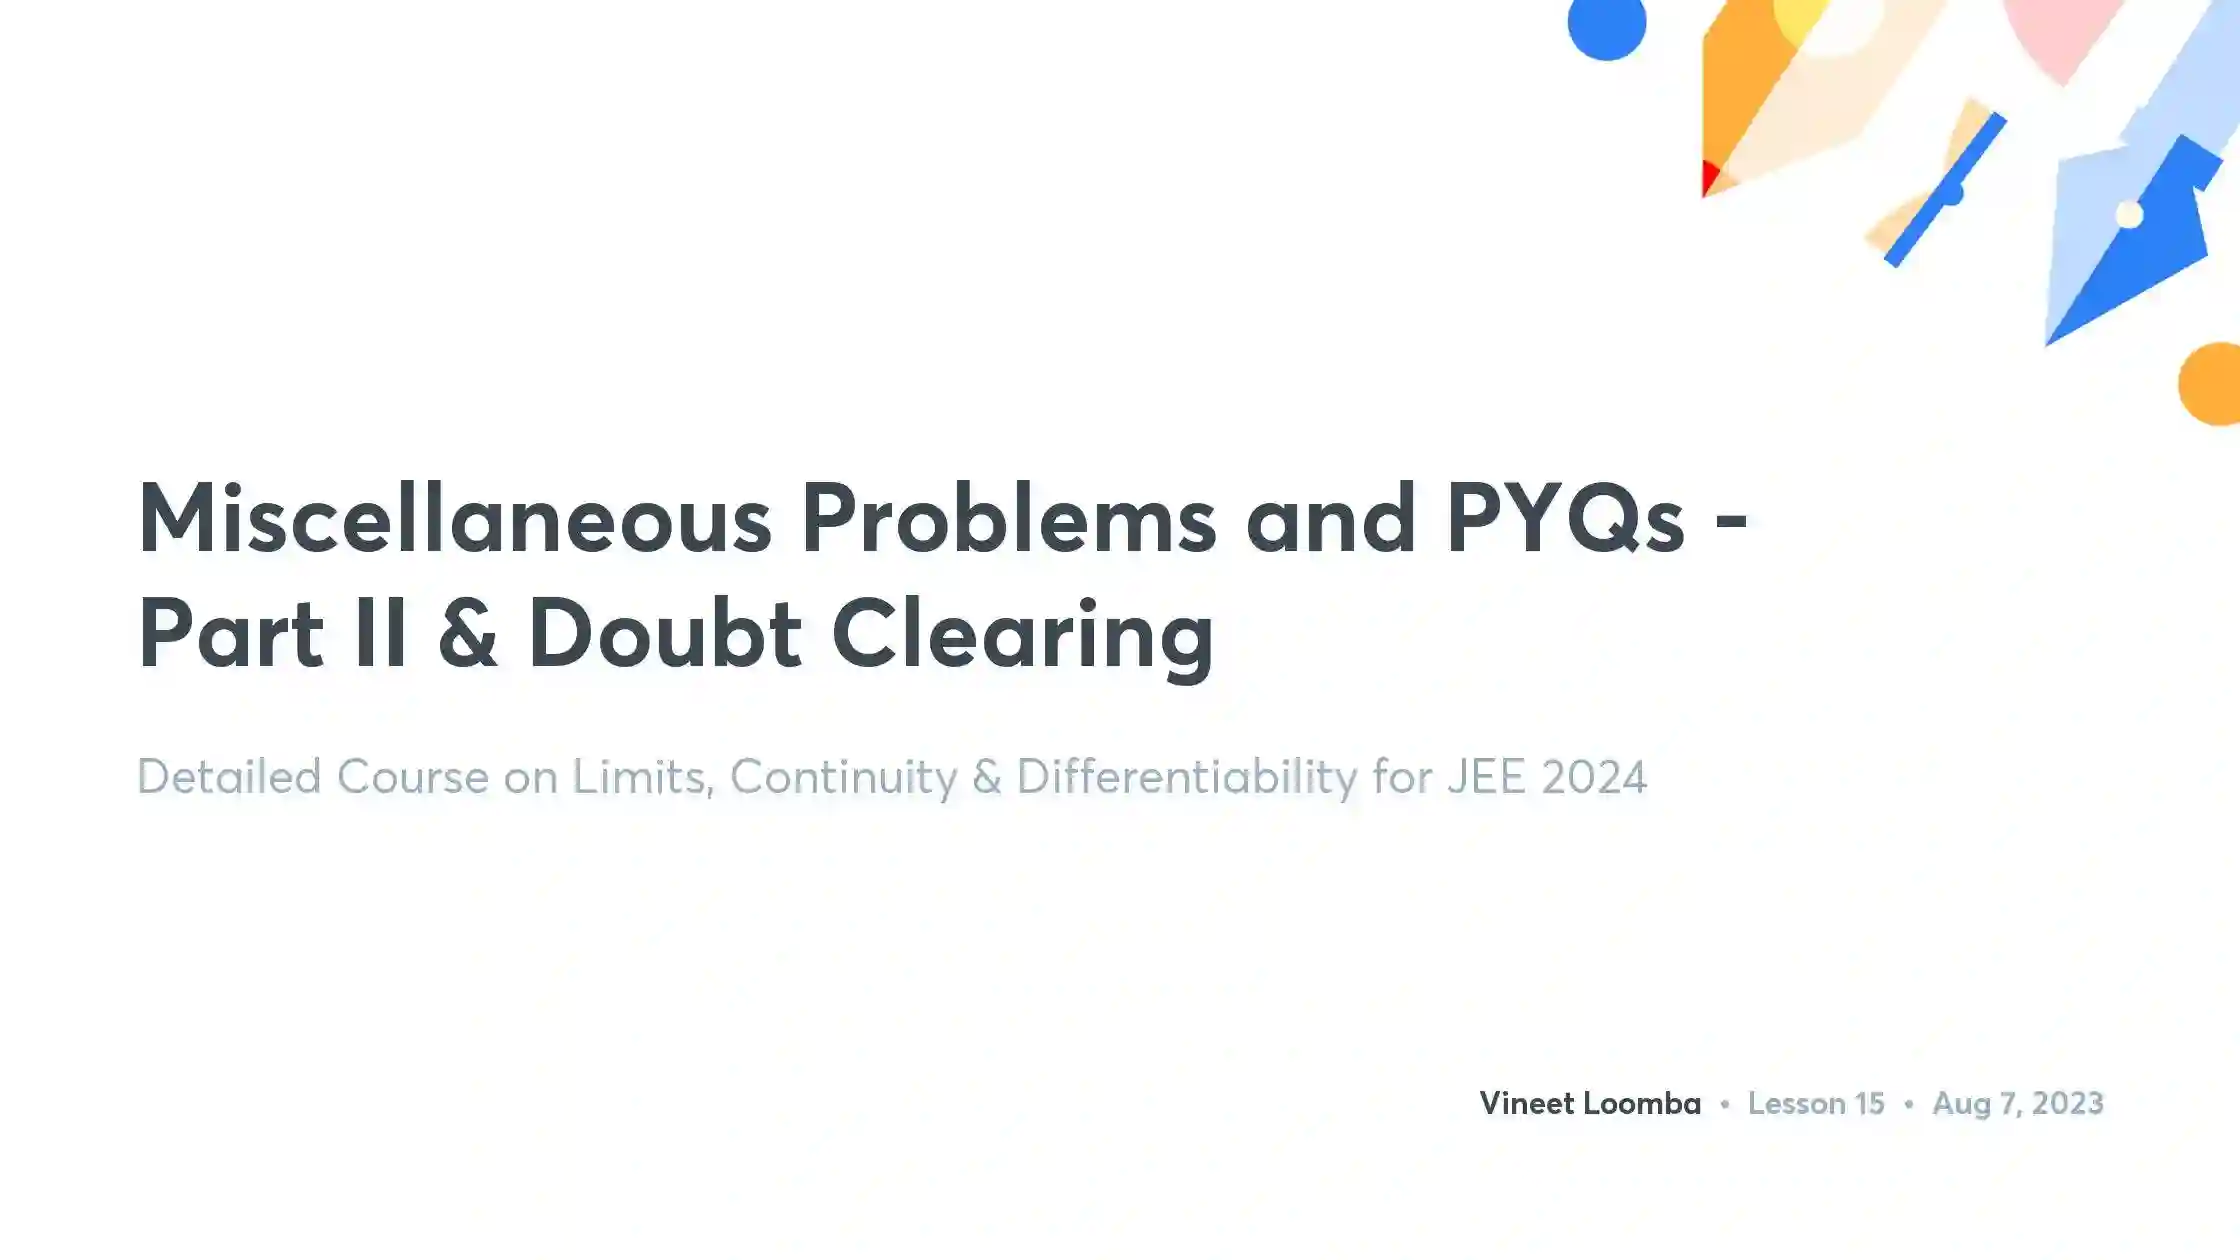 Miscellaneous Problems and PYQs -
Part II & Doubt Clearing
Detailed Course on Limits, Continuity & Differentiability for JEE 2024
Vineet Loomba • Lesson 15 • Aug 7, 2023